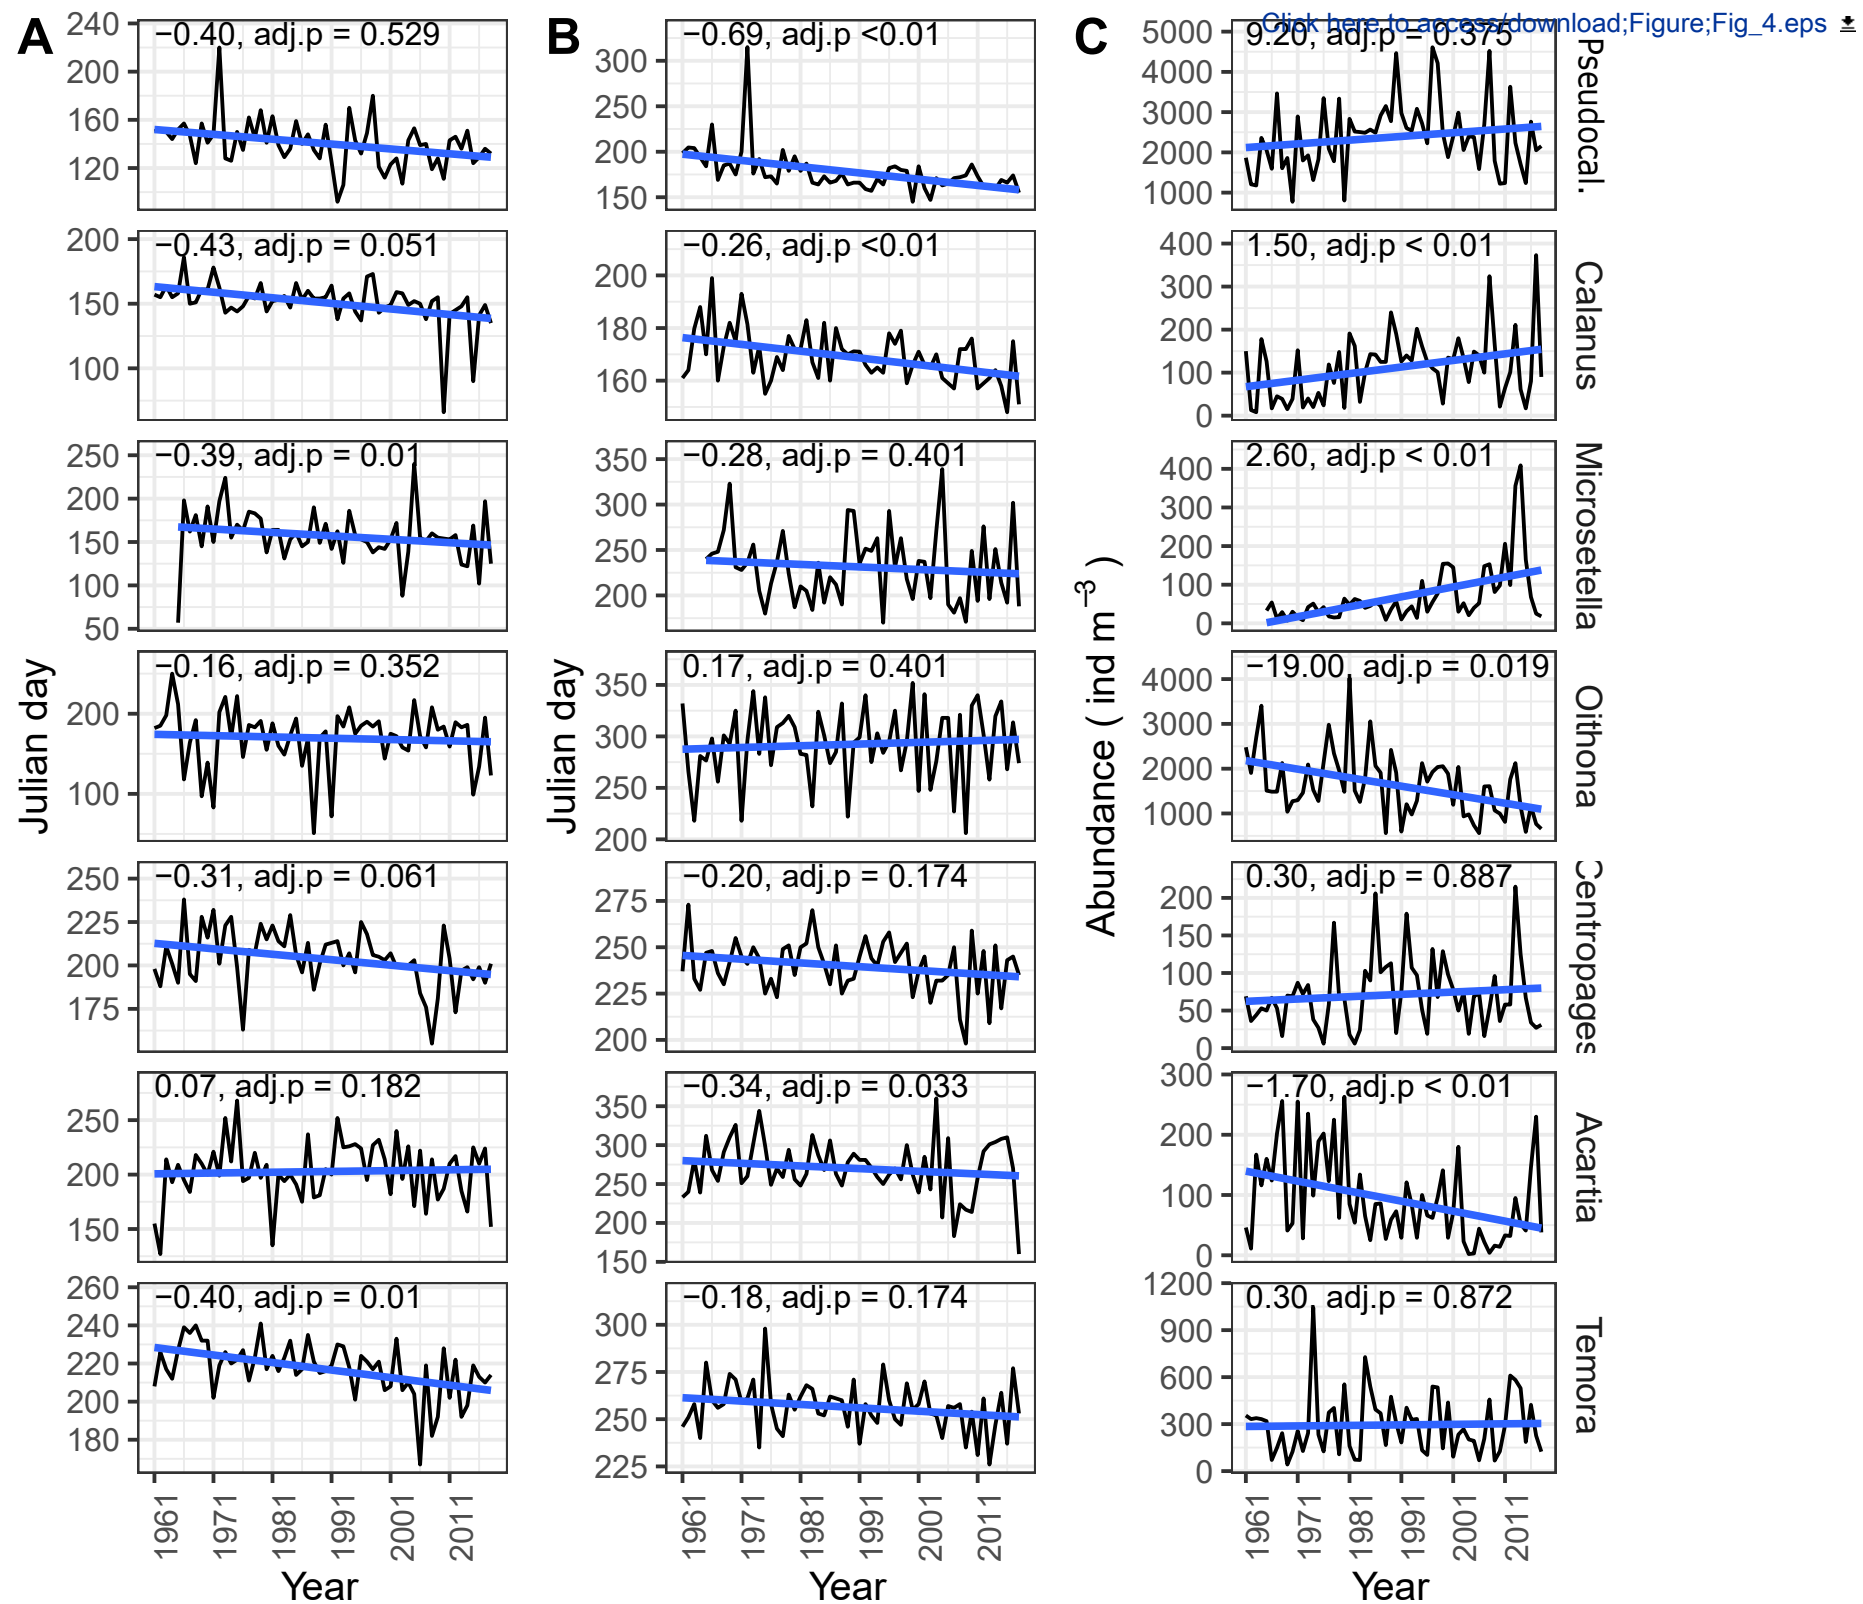 Click here to access/download;Figure;Fig_4.eps
A
B
C
−0.40, adj.p = 0.529
240
200
160
120
−0.69, adj.p <0.01
300
250
200
150
9.20, adj.p = 0.375
5000
4000
3000
2000
1000
Pseudocal.
−0.43, adj.p = 0.051
200
150
100
−0.26, adj.p <0.01
200
180
160
1.50, adj.p < 0.01
400
300
200
100
0
Calanus
−0.39, adj.p = 0.01
250
200
150
100
50
−0.28, adj.p = 0.401
350
300
250
200
2.60, adj.p < 0.01
400
300
200
100
0
Microsetella
Julian day
−0.16, adj.p = 0.352
200
100
Julian day
0.17, adj.p = 0.401
350
300
250
200
Abundance ( ind m−3 )
−19.00, adj.p = 0.019
4000
3000
2000
1000
Oithona
−0.31, adj.p = 0.061
250
225
200
175
−0.20, adj.p = 0.174
275
250
225
200
0.30, adj.p = 0.887
200
150
100
50
0
Centropages
0.07, adj.p = 0.182
250
200
150
−0.34, adj.p = 0.033
350
300
250
200
150
−1.70, adj.p < 0.01
300
200
100
0
Acartia
−0.40, adj.p = 0.01
260
240
220
200
180
−0.18, adj.p = 0.174
300
275
250
225
0.30, adj.p = 0.872
1200
900
600
300
0
Temora
1961 1971 1981 1991 2001 2011
1961 1971 1981 1991 2001 2011
1961 1971 1981 1991 2001 2011
Year
Year
Year